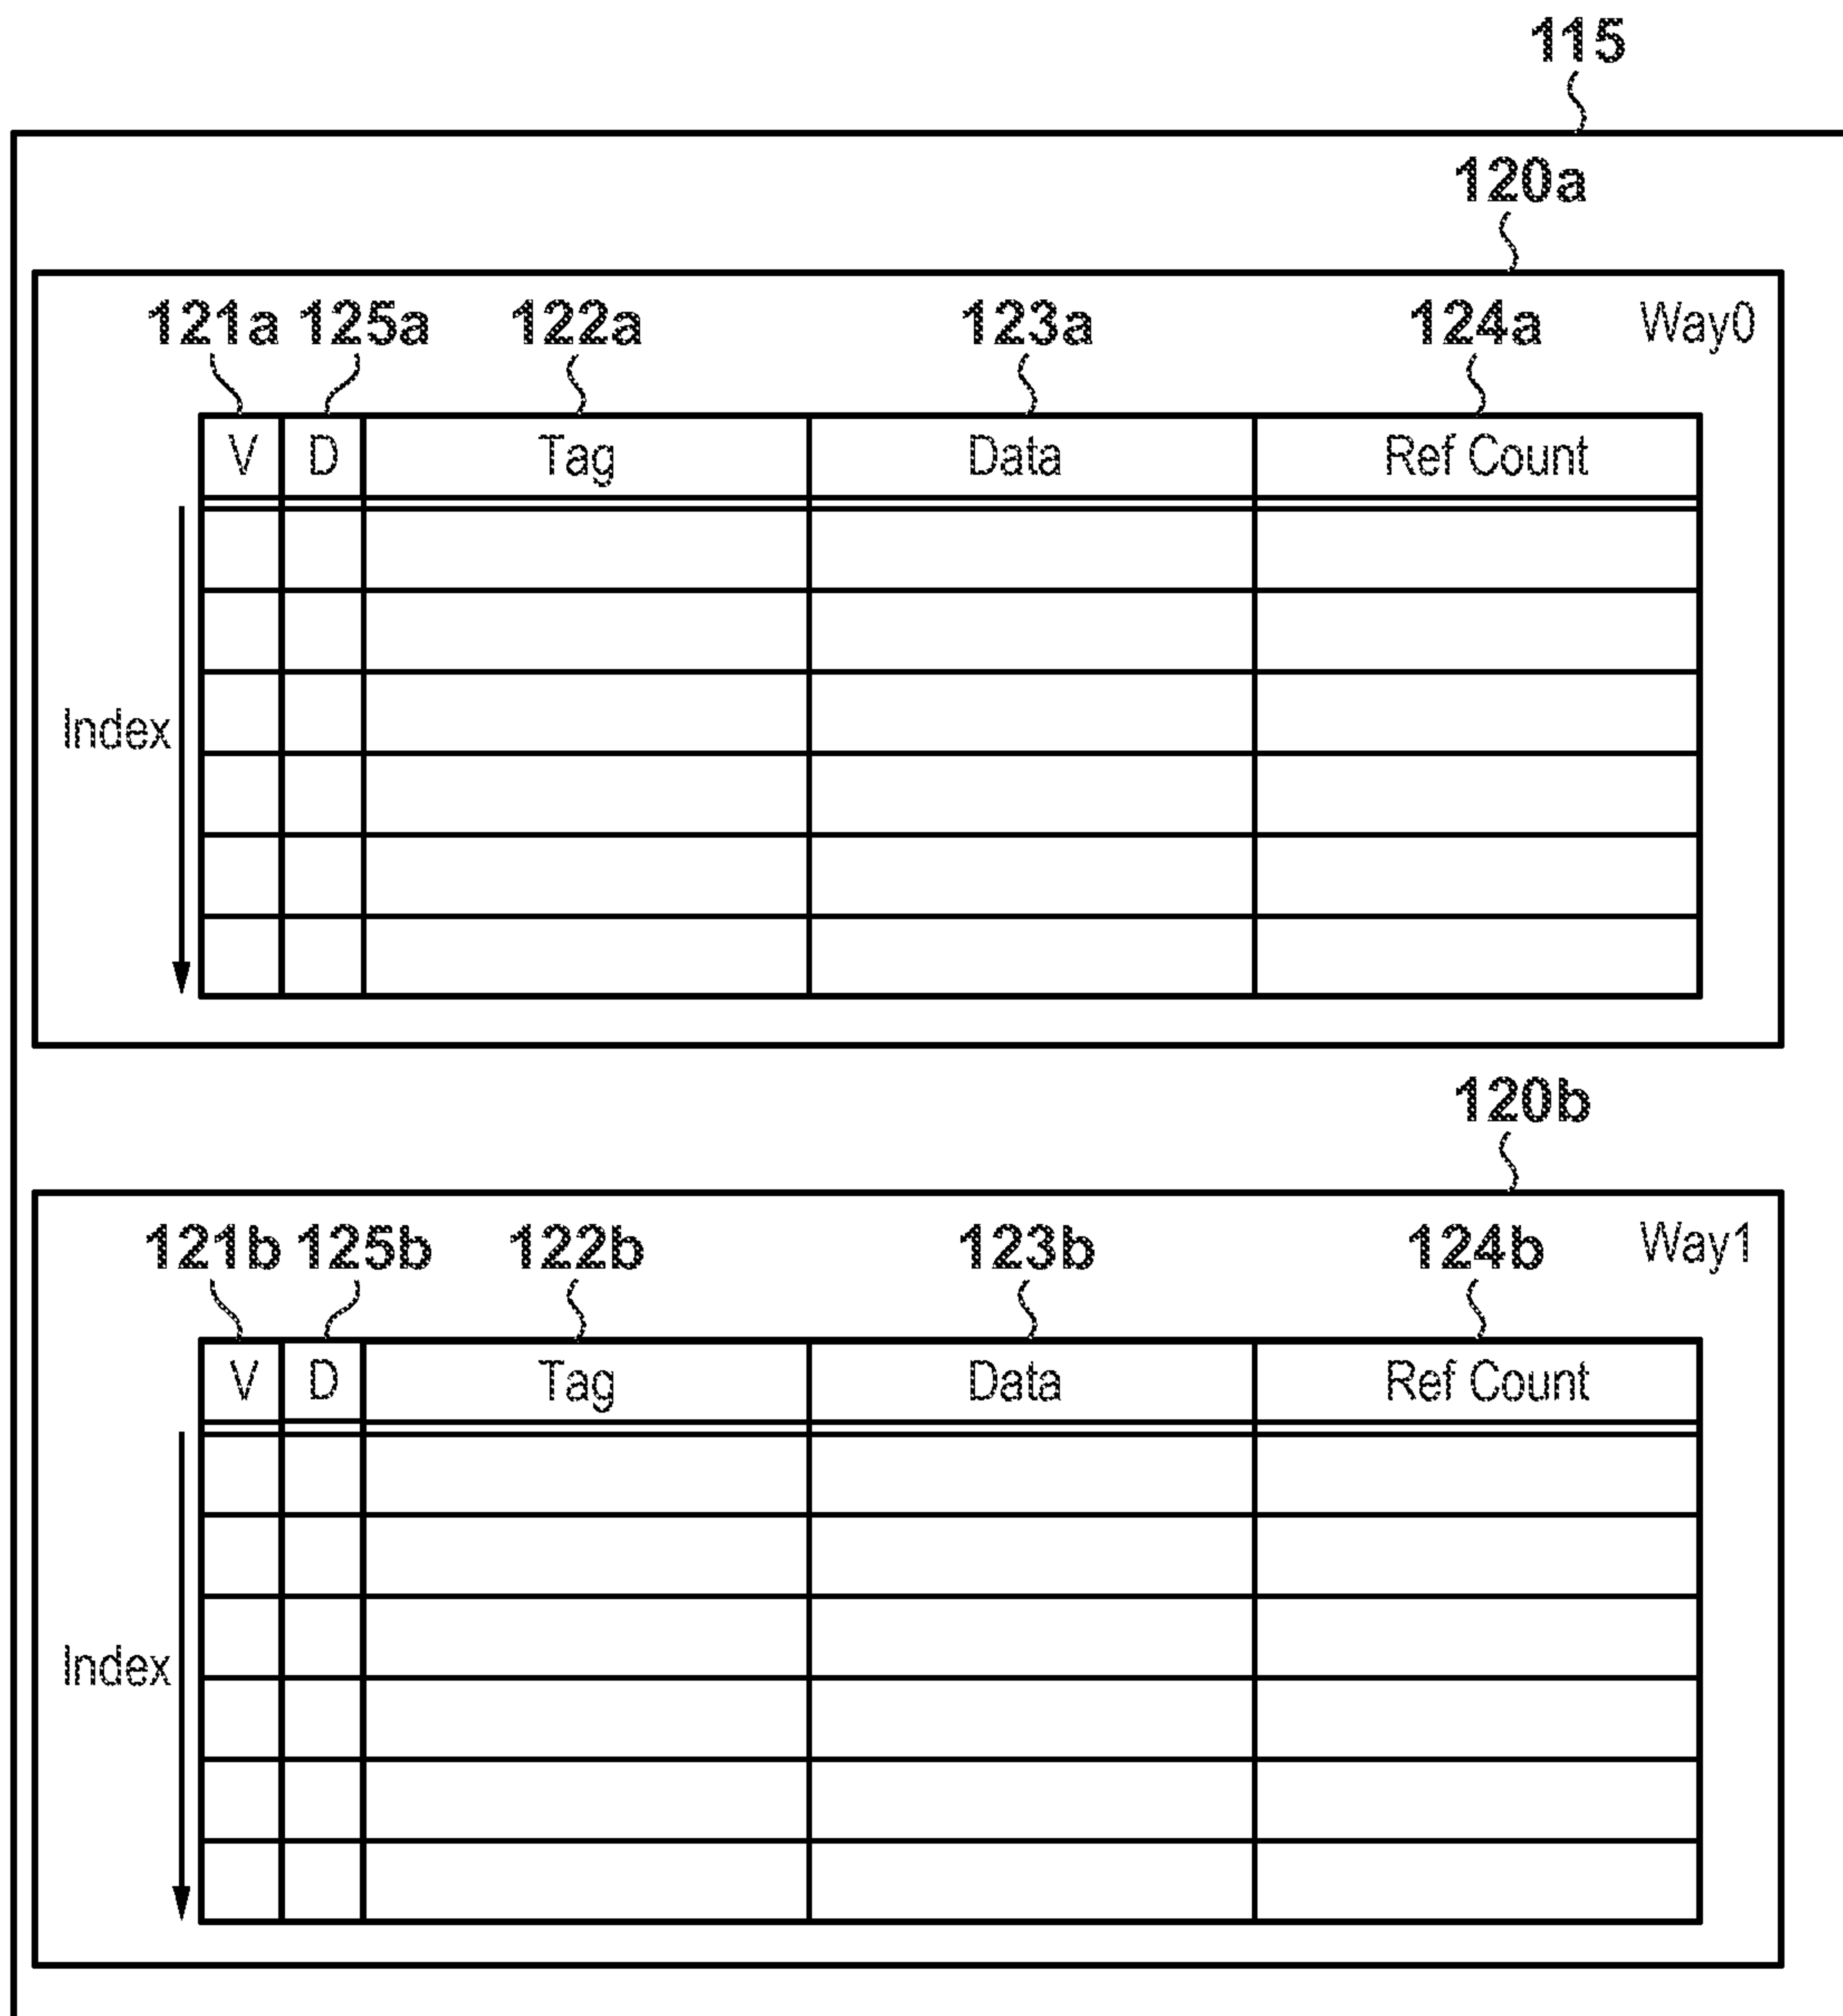 115
120a
121a 125a 122a 123a 124a Way0
V D Tag Data Ref Count
Index
120b
121b 125b 122b 123b 124b Way1
V D Tag Data Ref Count
Index